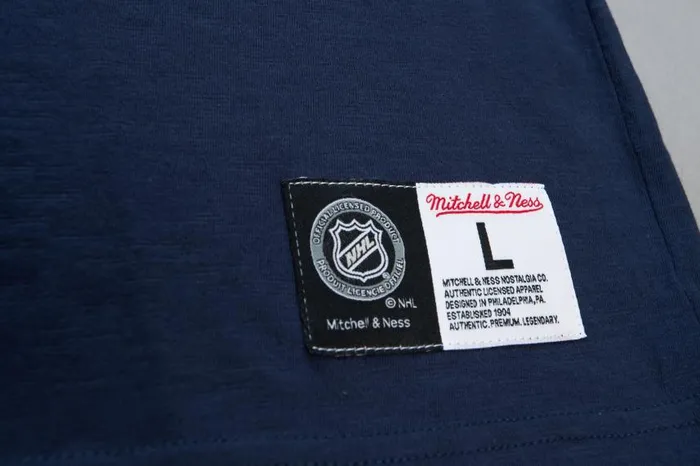 OFFICIAL LICENSED PRODUCT
NHL
PRODUIT LICENCIÉ OFFICIEL
© NHL
Mitchell & Ness
Mitchell & Ness
L
MITCHELL & NESS NOSTALGIA CO.
AUTHENTIC LICENSED APPAREL
DESIGNED IN PHILADELPHIA, PA.
ESTABLISHED 1904
AUTHENTIC. PREMIUM. LEGENDARY.